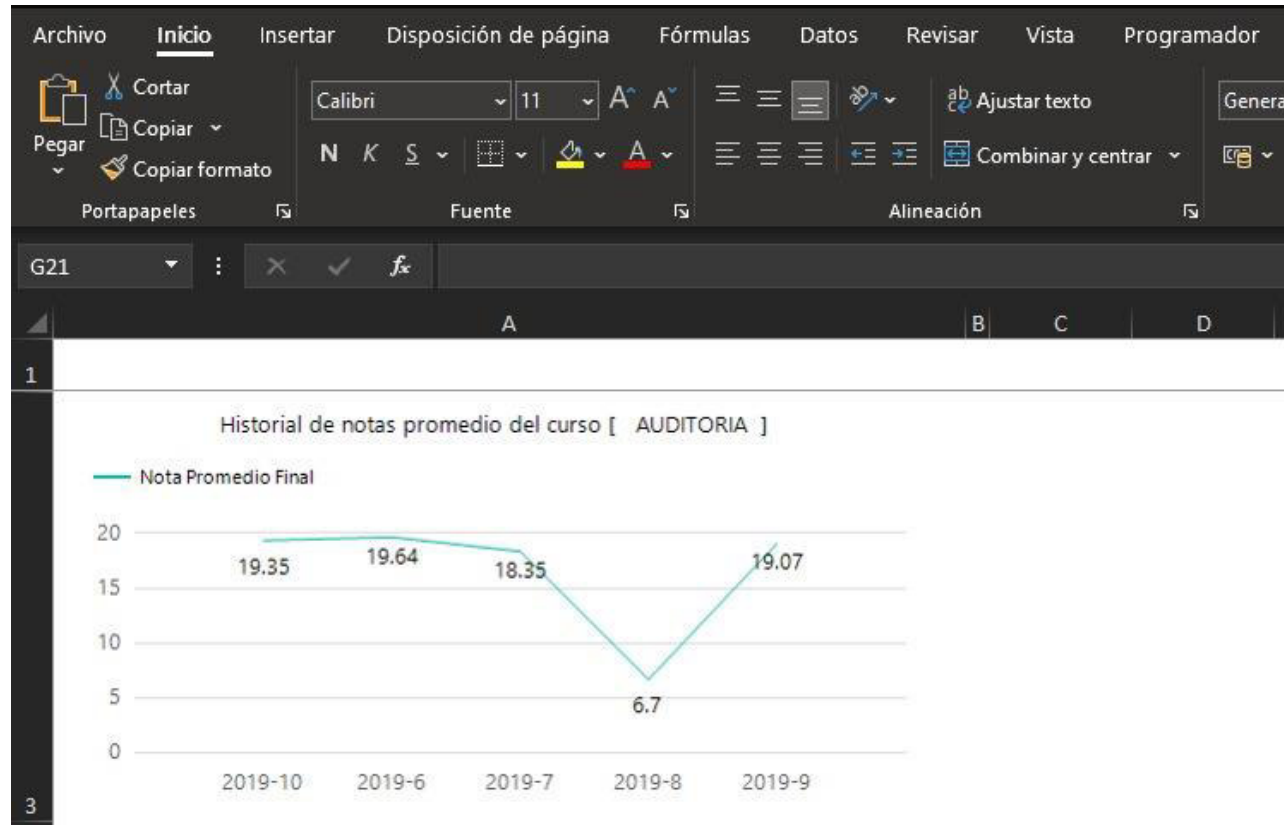 Archivo Inicio Insertar Disposición de página Fórmulas Datos Revisar Vista Programador
Cortar
Copiar
Copiar formato
Pegar
Calibri 11 A A
N K S A
ab Ajustar texto
Combinar y centrar
Portapapeles Fuente Alineación
G21 fx
A B C D
1
Historial de notas promedio del curso [ AUDITORIA ]
Nota Promedio Final
20
19.35 19.64 18.35 19.07
15
10
5
6.7
0
2019-10 2019-6 2019-7 2019-8 2019-9
3